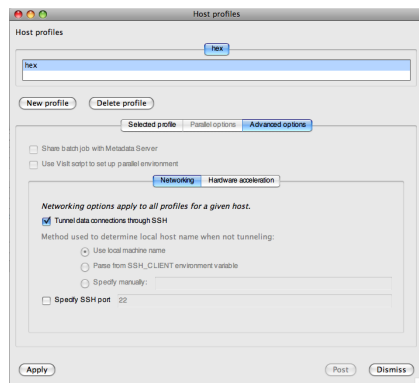 Host profiles
Host profiles
hex
hex
New profile Delete profile
Selected profile Parallel options Advanced options
Share batch job with Metadata Server
Use VisIt script to set up parallel environment
Networking Hardware acceleration
Networking options apply to all profiles for a given host.
Tunnel data connections through SSH
Method used to determine local host name when not tunneling:
Use local machine name
Parse from SSH_CLIENT environment variable
Specify manually:
Specify SSH port 22
Apply Post Dismiss